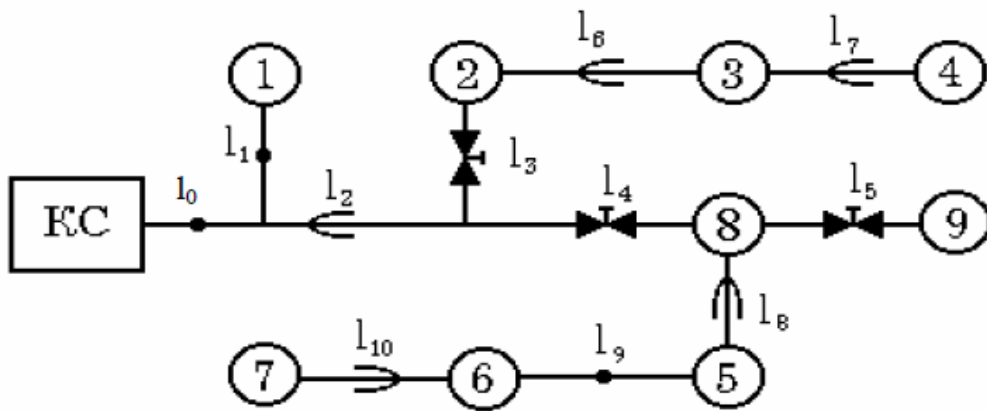 l₆ l₇
1 2 3 4
l₁ l₃
КС l₀ l₂ l₄ 8 l₅ 9
l₈
7 l₁₀ 6 l₉ 5